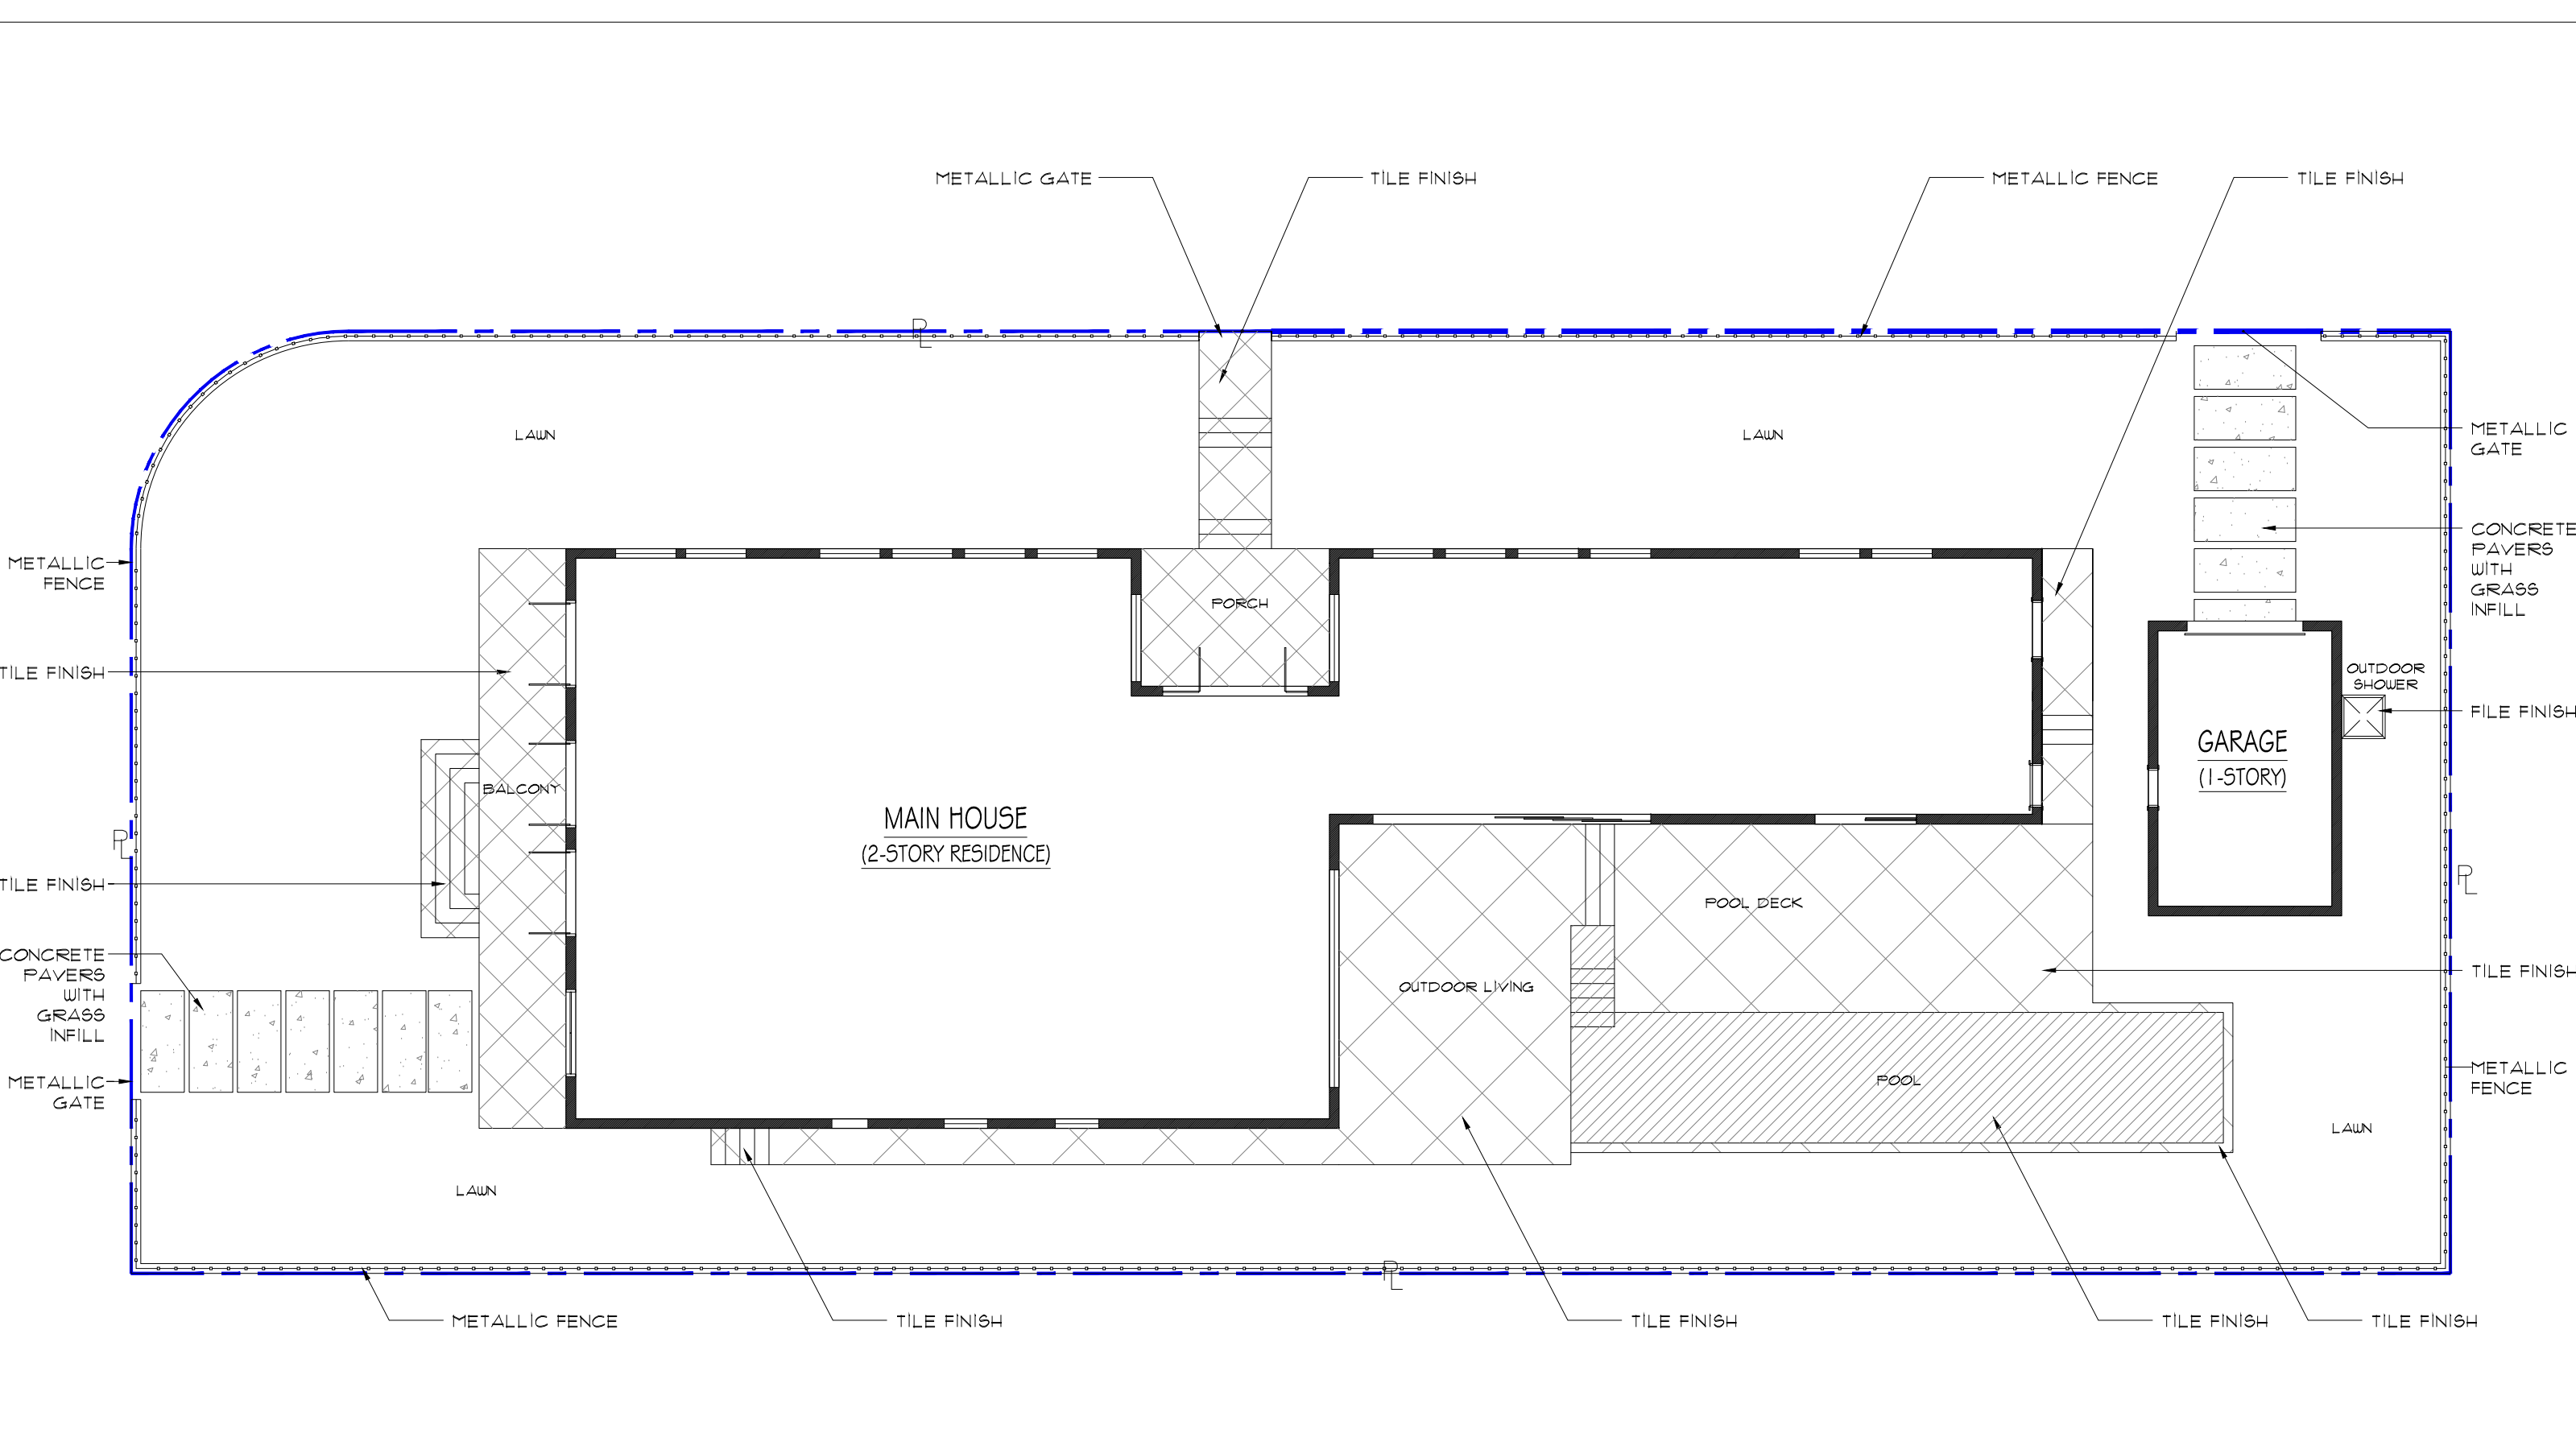 METALLIC GATE
TILE FINISH
METALLIC FENCE
TILE FINISH
PL
LAWN
LAWN
METALLIC
GATE
METALLIC
FENCE
CONCRETE
PAVERS
WITH
GRASS
INFILL
PORCH
TILE FINISH
OUTDOOR
SHOWER
FILE FINISH
GARAGE
(1-STORY)
BALCONY
MAIN HOUSE
(2-STORY RESIDENCE)
PL
PL
TILE FINISH
POOL DECK
CONCRETE
PAVERS
WITH
GRASS
INFILL
TILE FINISH
OUTDOOR LIVING
METALLIC
GATE
POOL
METALLIC
FENCE
LAWN
LAWN
PL
METALLIC FENCE
TILE FINISH
TILE FINISH
TILE FINISH
TILE FINISH